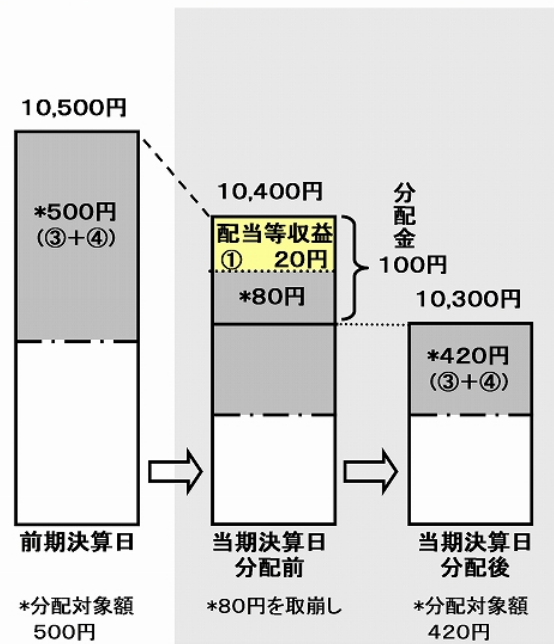 10,500円
*500円
(③+④)
10,400円
配当等収益
① 20円
*80円
分配金
100円
10,300円
*420円
(③+④)
前期決算日
当期決算日
分配前
当期決算日
分配後
*分配対象額
500円
*80円を取崩し
*分配対象額
420円